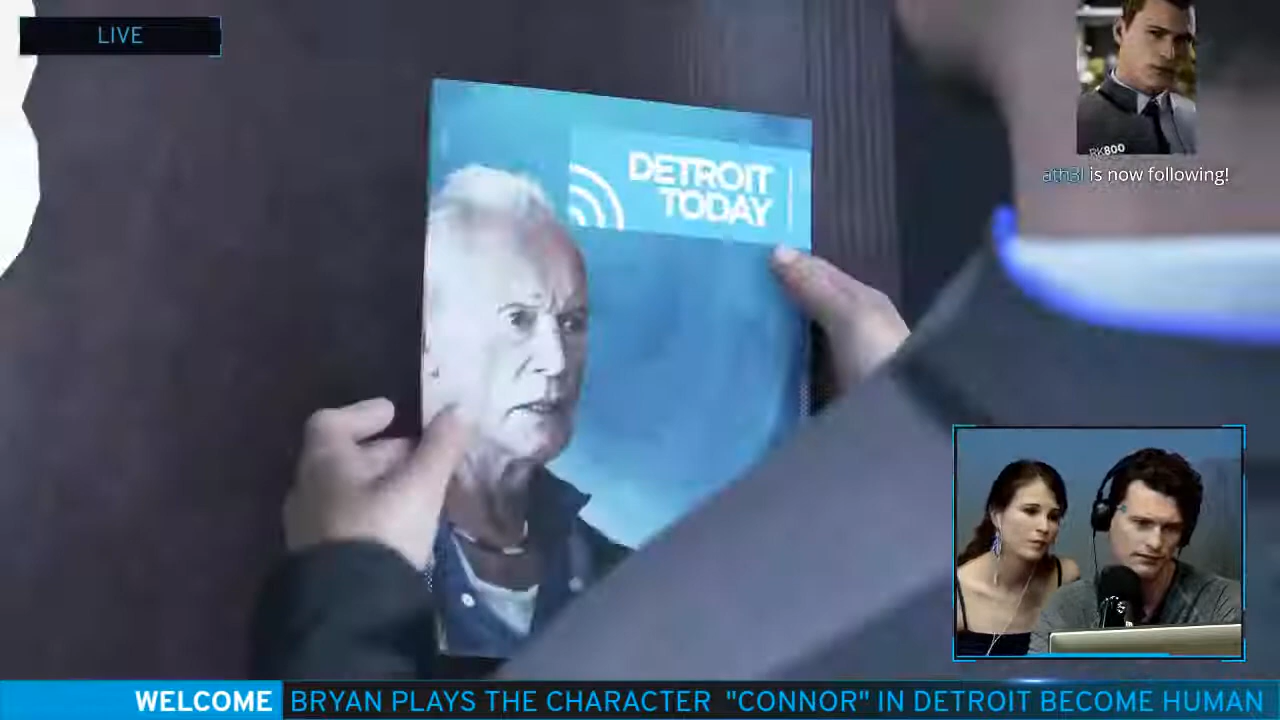 LIVE
DETROIT
TODAY
RK800
ath3l is now following!
WELCOME
BRYAN PLAYS THE CHARACTER "CONNOR" IN DETROIT BECOME HUMAN